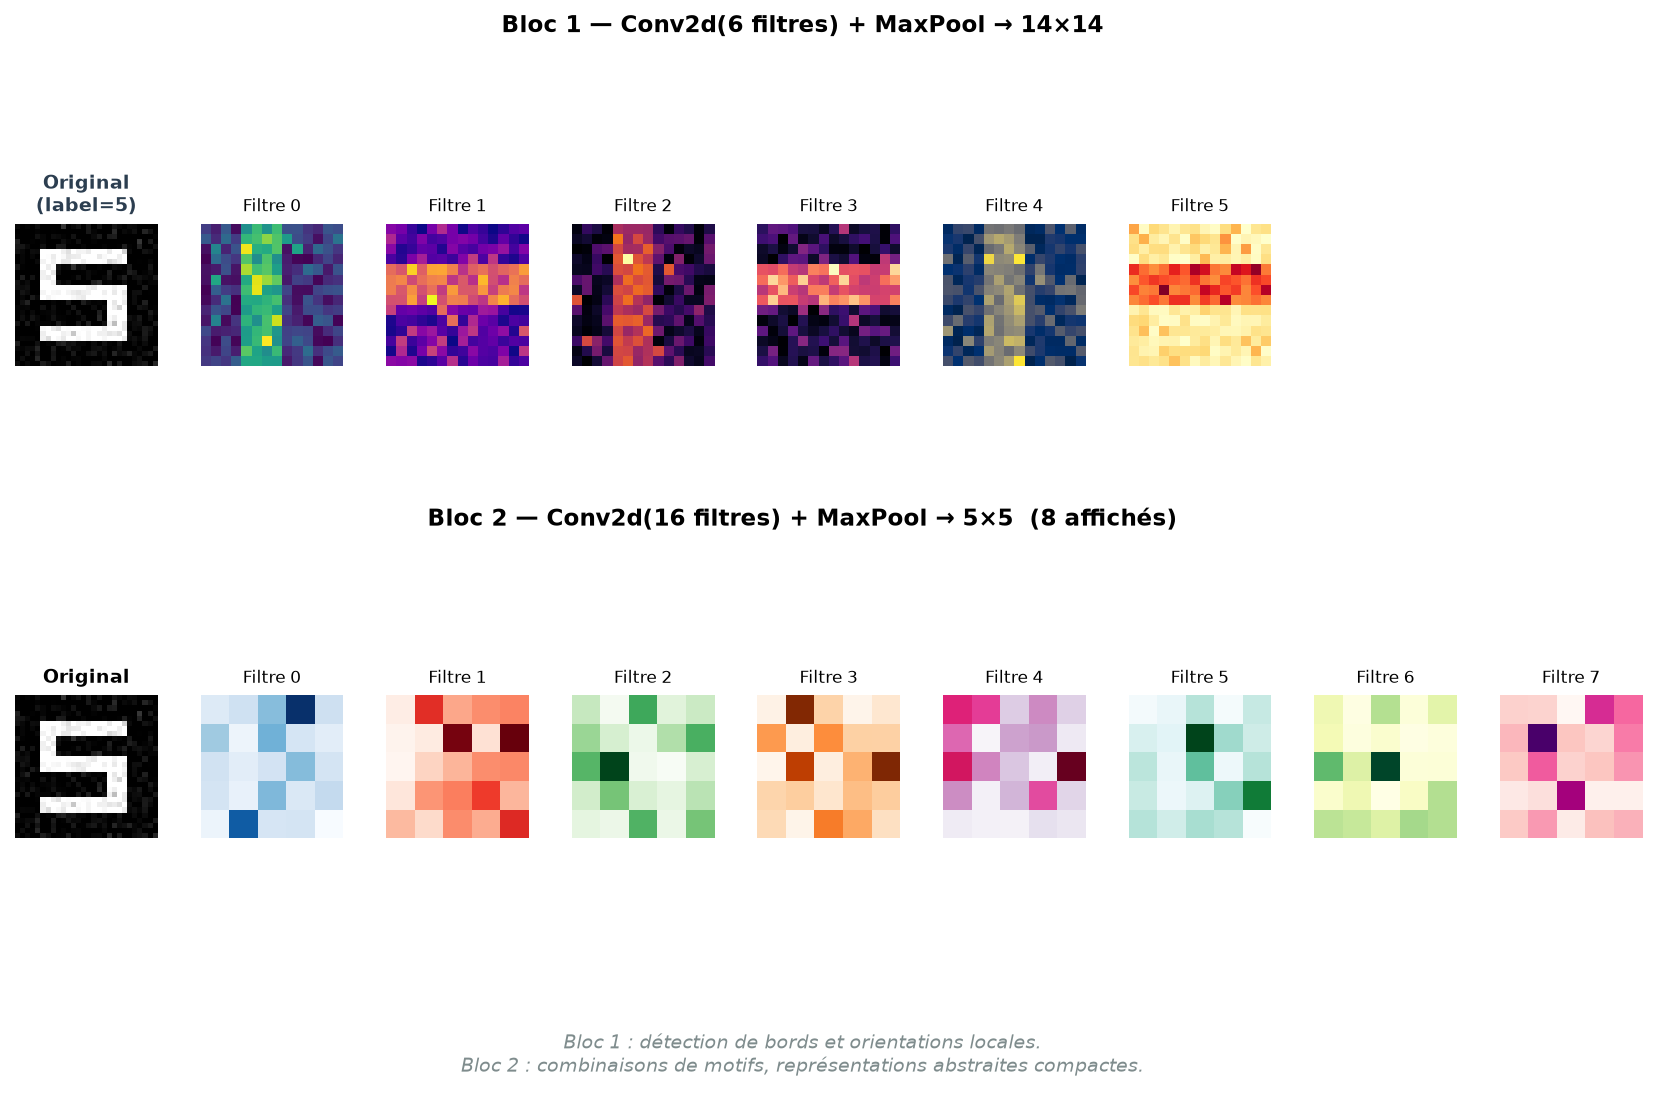 Bloc 1 — Conv2d(6 filtres) + MaxPool → 14×14
Original
(label=5)
Filtre 0
Filtre 1
Filtre 2
Filtre 3
Filtre 4
Filtre 5
5
Bloc 2 — Conv2d(16 filtres) + MaxPool → 5×5 (8 affichés)
Original
Filtre 0
Filtre 1
Filtre 2
Filtre 3
Filtre 4
Filtre 5
Filtre 6
Filtre 7
5
Bloc 1 : détection de bords et orientations locales.
Bloc 2 : combinaisons de motifs, représentations abstraites compactes.